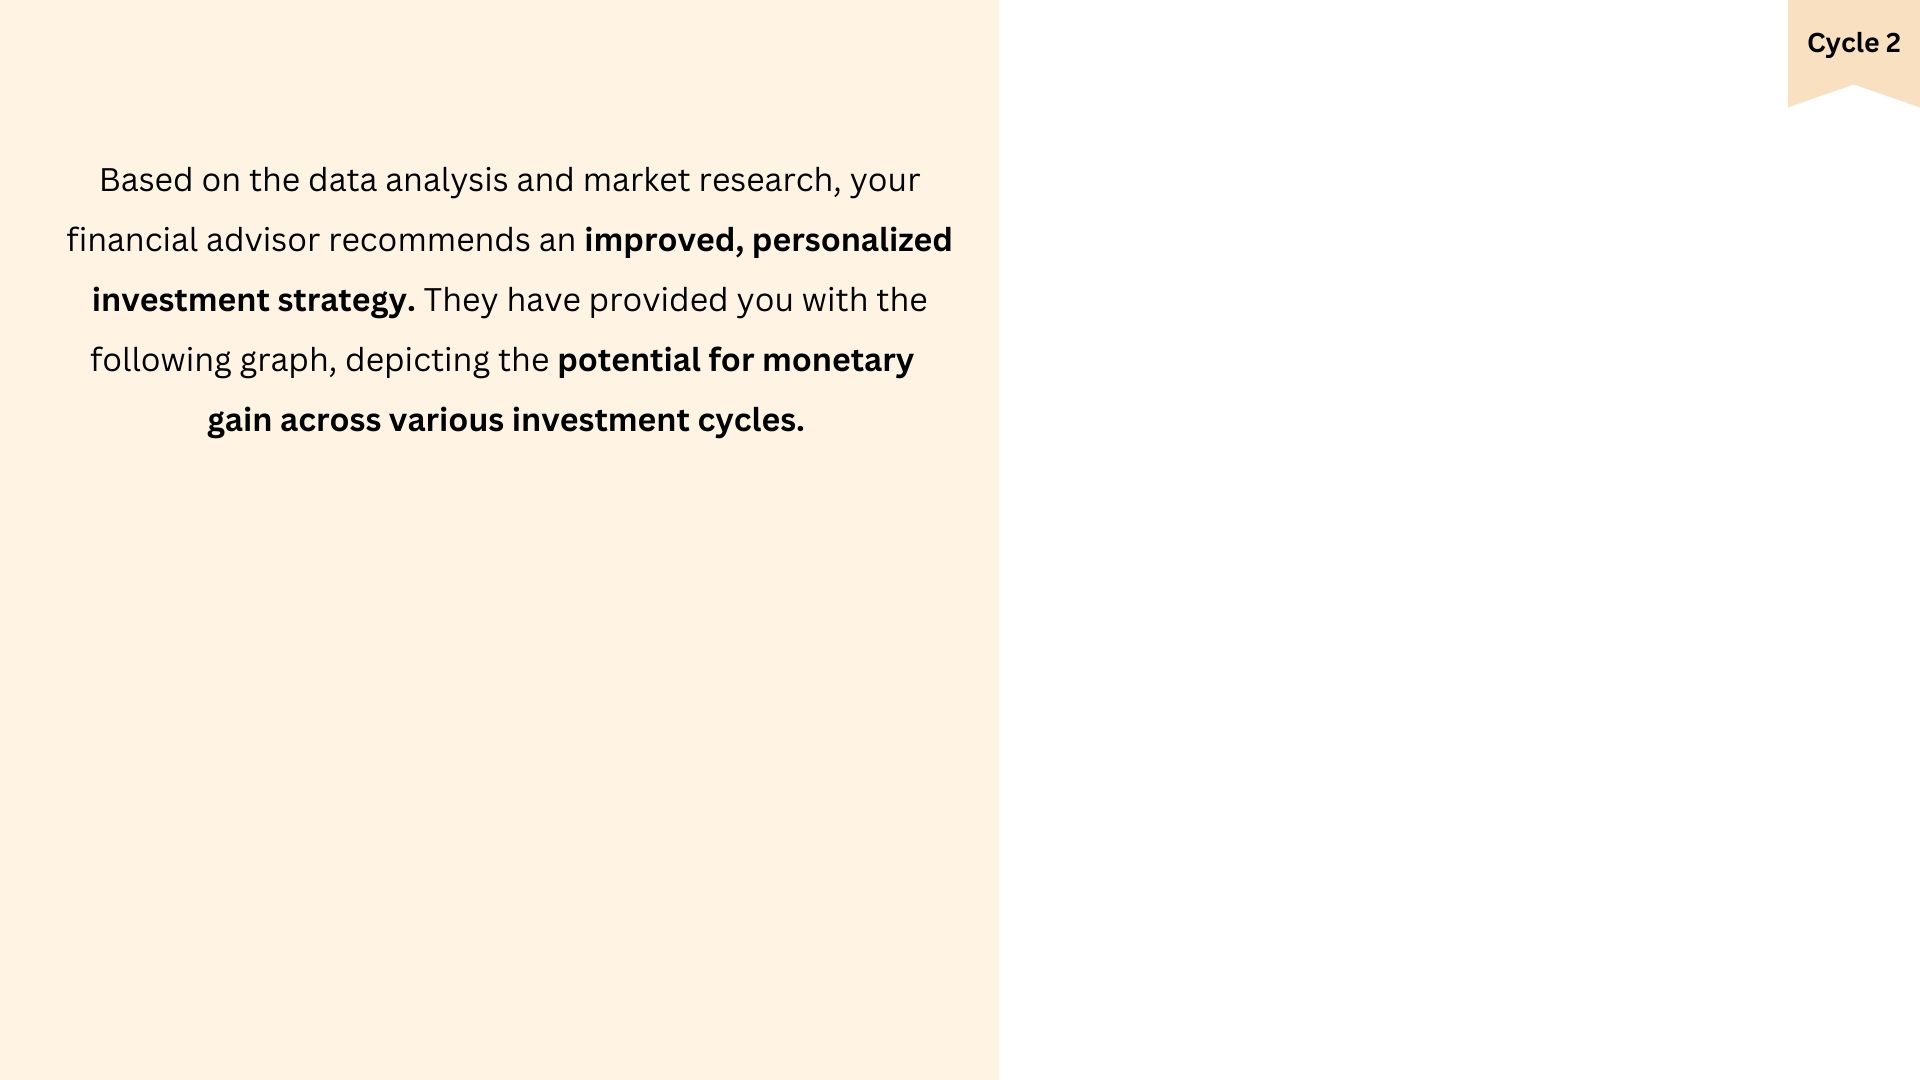 Cycle 2
Based on the data analysis and market research, your
financial advisor recommends an improved, personalized
investment strategy. They have provided you with the
following graph, depicting the potential for monetary
gain across various investment cycles.